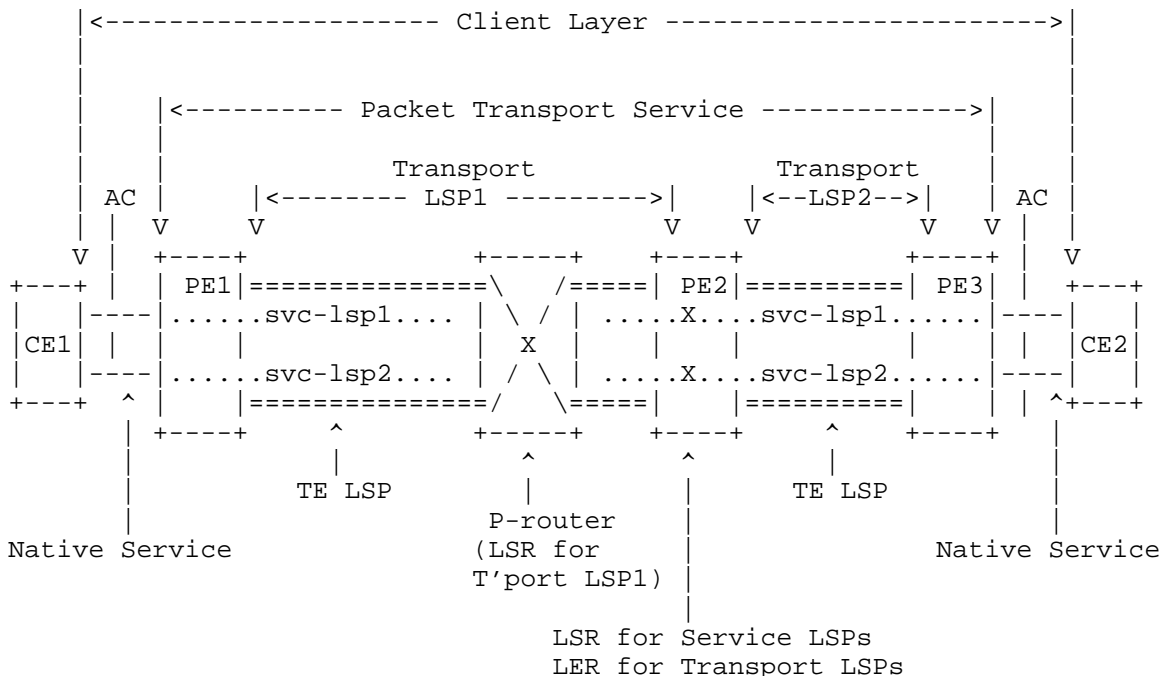 |<---------------------- Client Layer ------------------------->|
|<---------- Packet Transport Service ------------->|
Transport Transport
AC |<-------- LSP1 --------->| |<--LSP2-->| AC
V V V V V V
V +----+ +-----+ +----+ +----+ V
+---+ | | PE1|===============\ /=====| PE2|==========| PE3| | +---+
| |----|......svc-lsp1.... | \ / | .....X....svc-lsp1......|----| |
|CE1| | | | | X | | | | | | |CE2|
| |----|......svc-lsp2.... | / \ | .....X....svc-lsp2......|----| |
+---+ ^ | |===============/ \=====| |==========| | | ^+---+
+----+ ^ +-----+ +----+ ^ +----+
^ ^
TE LSP TE LSP
P-router
Native Service (LSR for Native Service
T'port LSP1)
LSR for Service LSPs
LER for Transport LSPs